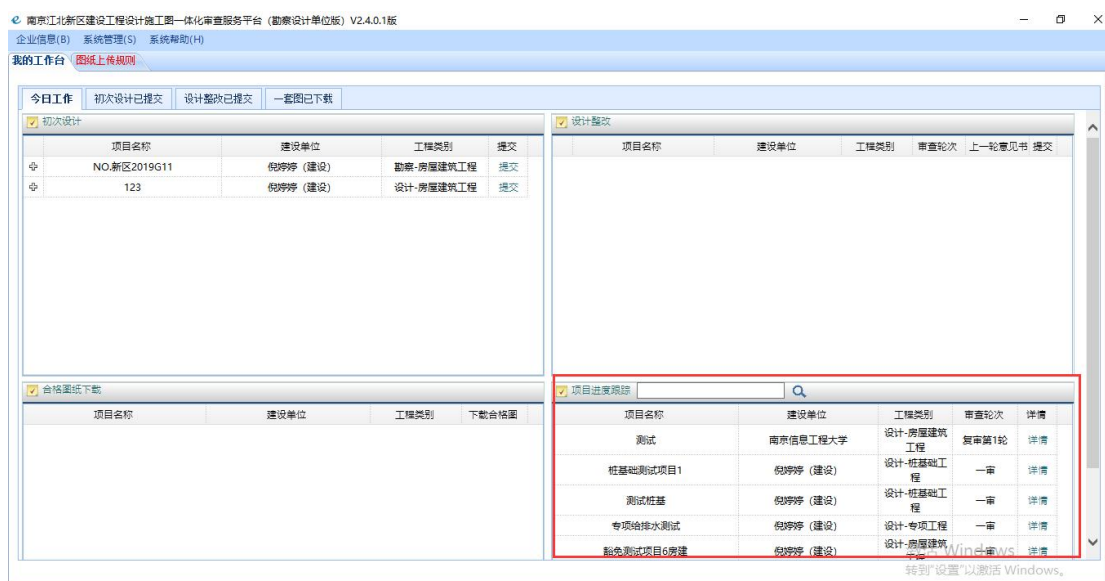 南京江北新区建设工程设计施工图一体化审查服务平台（勘察设计单位版）V2.4.0.1版
企业信息(B) 系统管理(S) 系统帮助(H)
我的工作台 图纸上传规则
今日工作 初次设计已提交 设计整改已提交 一套图已下载
初次设计
项目名称 建设单位 工程类别 提交
NO.新区2019G11 倪婷婷（建设） 勘察-房屋建筑工程 提交
123 倪婷婷（建设） 设计-房屋建筑工程 提交
设计整改
项目名称 建设单位 工程类别 审查轮次 上一轮意见书 提交
合格图纸下载
项目名称 建设单位 工程类别 下载合格图
项目进度跟踪
项目名称 建设单位 工程类别 审查轮次 详情
测试 南京信息工程大学 设计-房屋建筑
工程 复审第1轮 详情
桩基础测试项目1 倪婷婷（建设） 设计-桩基础工
程 一审 详情
测试桩基 倪婷婷（建设） 设计-桩基础工
程 一审 详情
专项给排水测试 倪婷婷（建设） 设计-专项工程 一审 详情
豁免测试项目6房建 倪婷婷（建设） 设计-房屋建筑 一审 详情
Windows
转到"设置"以激活 Windows。